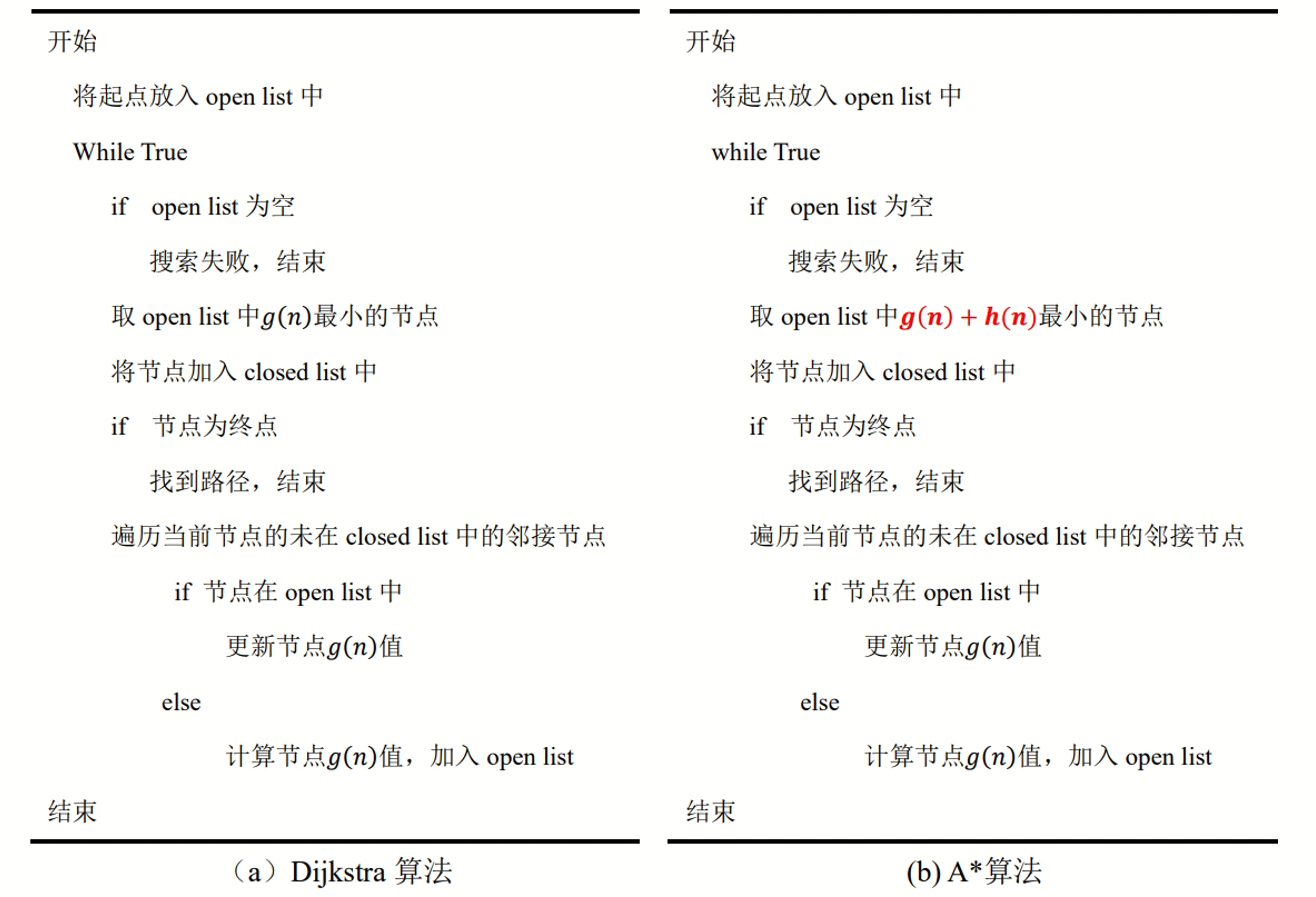 开始
将起点放入 open list 中
While True
if open list 为空
搜索失败，结束
取 open list 中g(n)最小的节点
将节点加入 closed list 中
if 节点为终点
找到路径，结束
遍历当前节点的未在 closed list 中的邻接节点
if 节点在 open list 中
更新节点g(n)值
else
计算节点g(n)值，加入 open list
结束
（a）Dijkstra 算法
开始
将起点放入 open list 中
while True
if open list 为空
搜索失败，结束
取 open list 中g(n) + h(n)最小的节点
将节点加入 closed list 中
if 节点为终点
找到路径，结束
遍历当前节点的未在 closed list 中的邻接节点
if 节点在 open list 中
更新节点g(n)值
else
计算节点g(n)值，加入 open list
结束
(b) A*算法